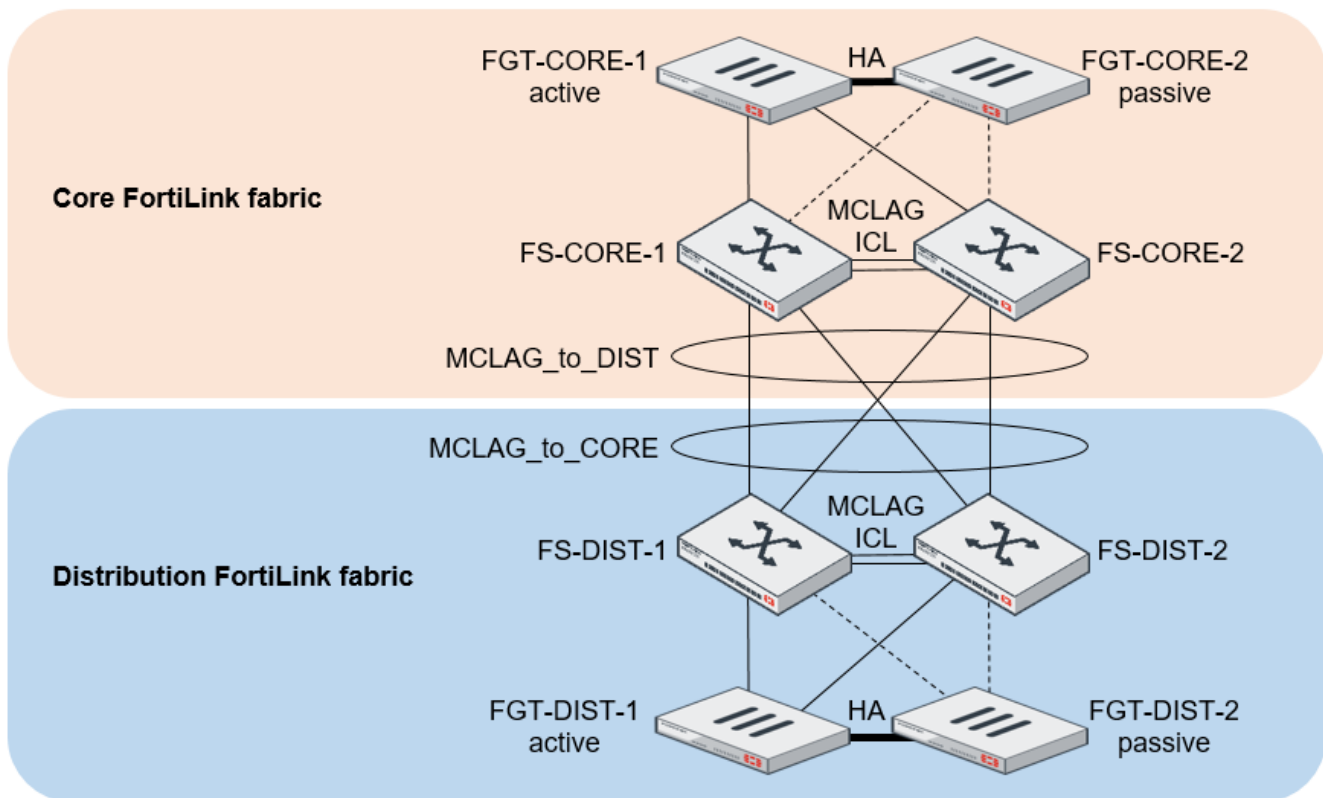 FGT-CORE-1
active
HA
FGT-CORE-2
passive
Core FortiLink fabric
MCLAG
ICL
FS-CORE-1
FS-CORE-2
MCLAG_to_DIST
MCLAG_to_CORE
MCLAG
ICL
FS-DIST-1
FS-DIST-2
Distribution FortiLink fabric
FGT-DIST-1
active
HA
FGT-DIST-2
passive